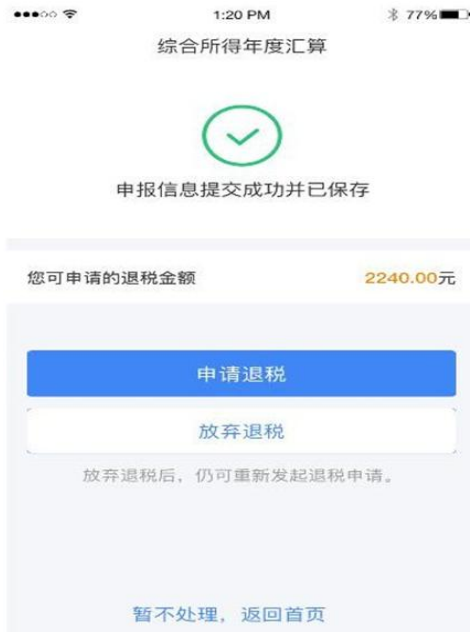 1:20 PM
77%
综合所得年度汇算
申报信息提交成功并已保存
您可申请的退税金额 2240.00元
申请退税
放弃退税
放弃退税后，仍可重新发起退税申请。
暂不处理，返回首页